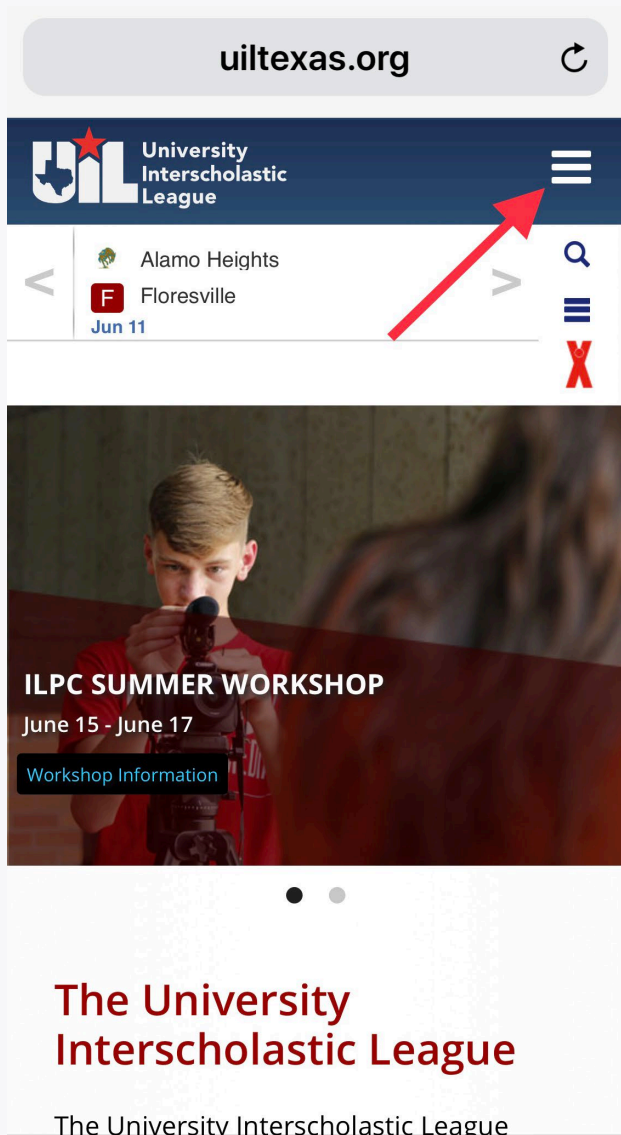 uiltexas.org
UIL
University
Interscholastic
League
Alamo Heights
F
Floresville
Jun 11
ILPC SUMMER WORKSHOP
June 15 - June 17
Workshop Information
The University
Interscholastic League
The University Interscholastic League